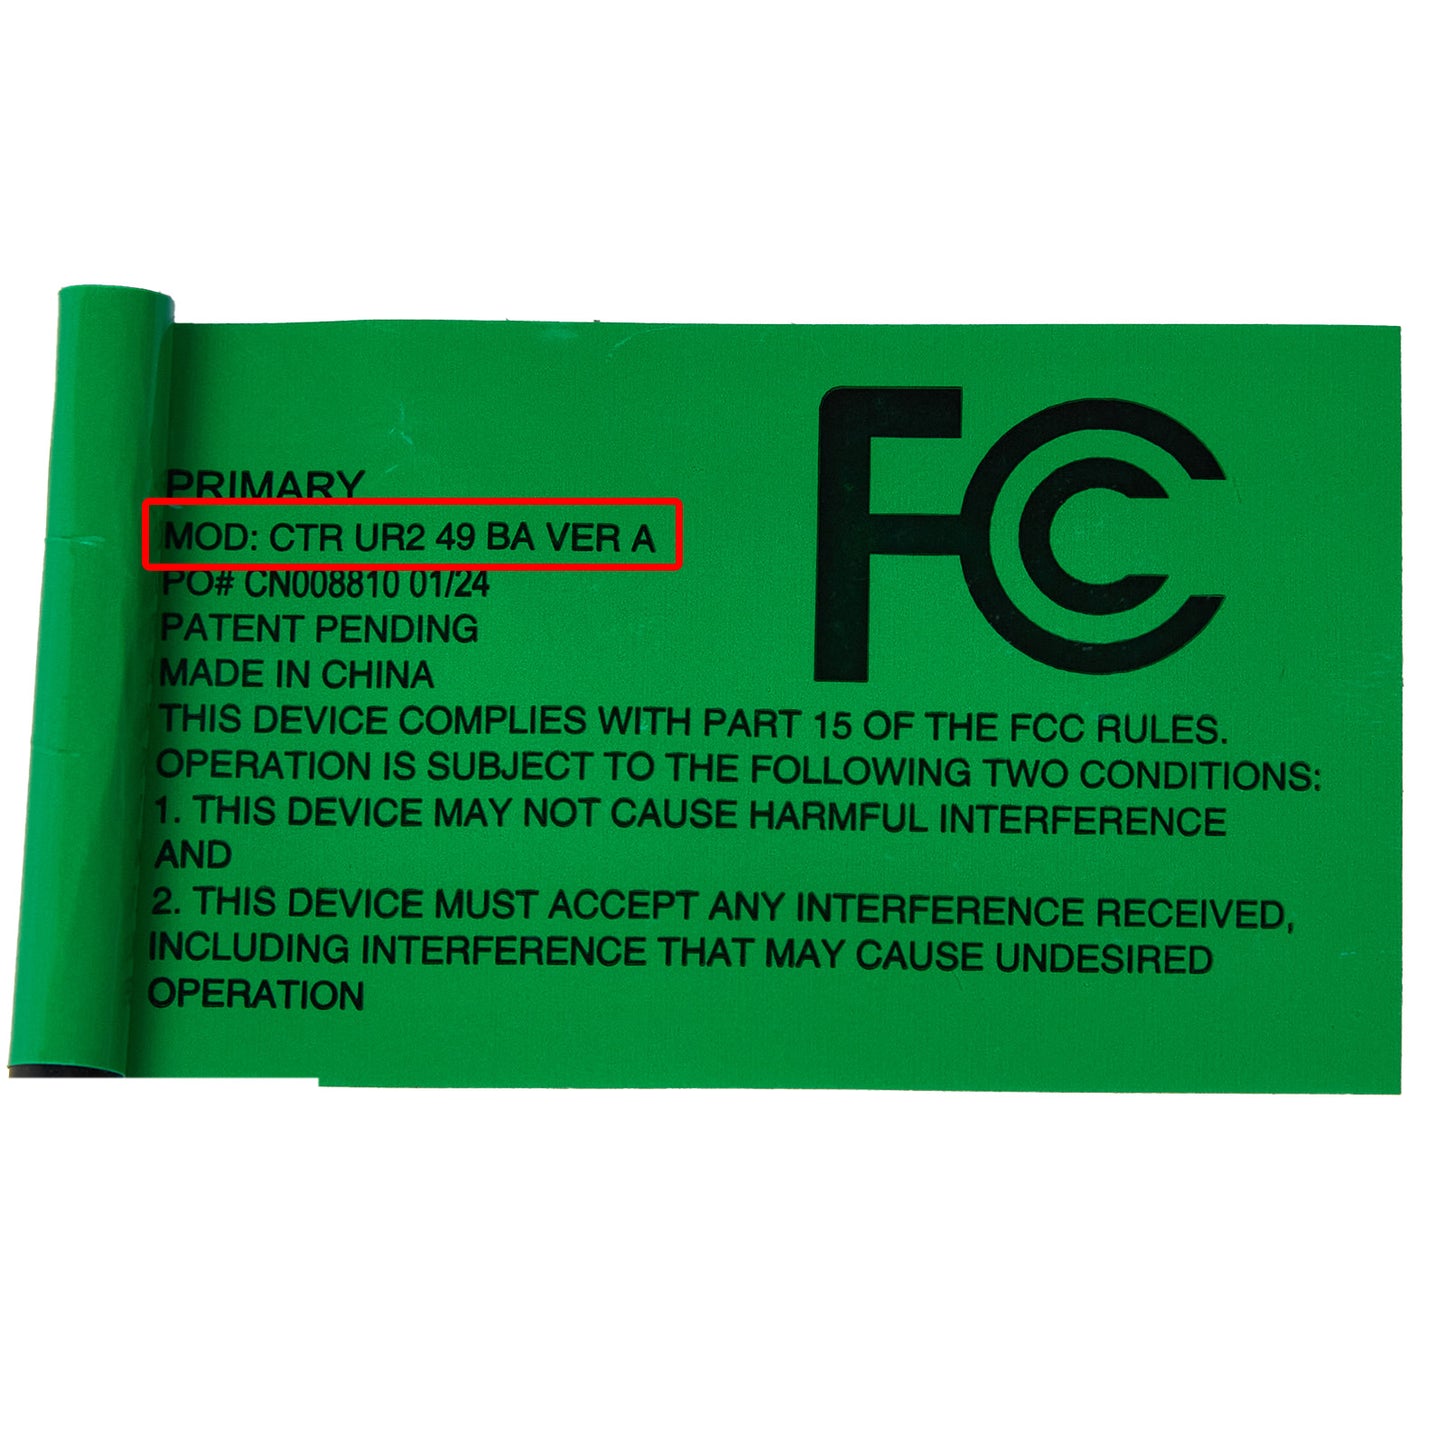 PRIMARY
MOD: CTR UR2 49 BA VER A
PO# CN008810 01/24
PATENT PENDING
MADE IN CHINA
THIS DEVICE COMPLIES WITH PART 15 OF THE FCC RULES.
OPERATION IS SUBJECT TO THE FOLLOWING TWO CONDITIONS:
1. THIS DEVICE MAY NOT CAUSE HARMFUL INTERFERENCE
AND
2. THIS DEVICE MUST ACCEPT ANY INTERFERENCE RECEIVED,
INCLUDING INTERFERENCE THAT MAY CAUSE UNDESIRED
OPERATION
FCC